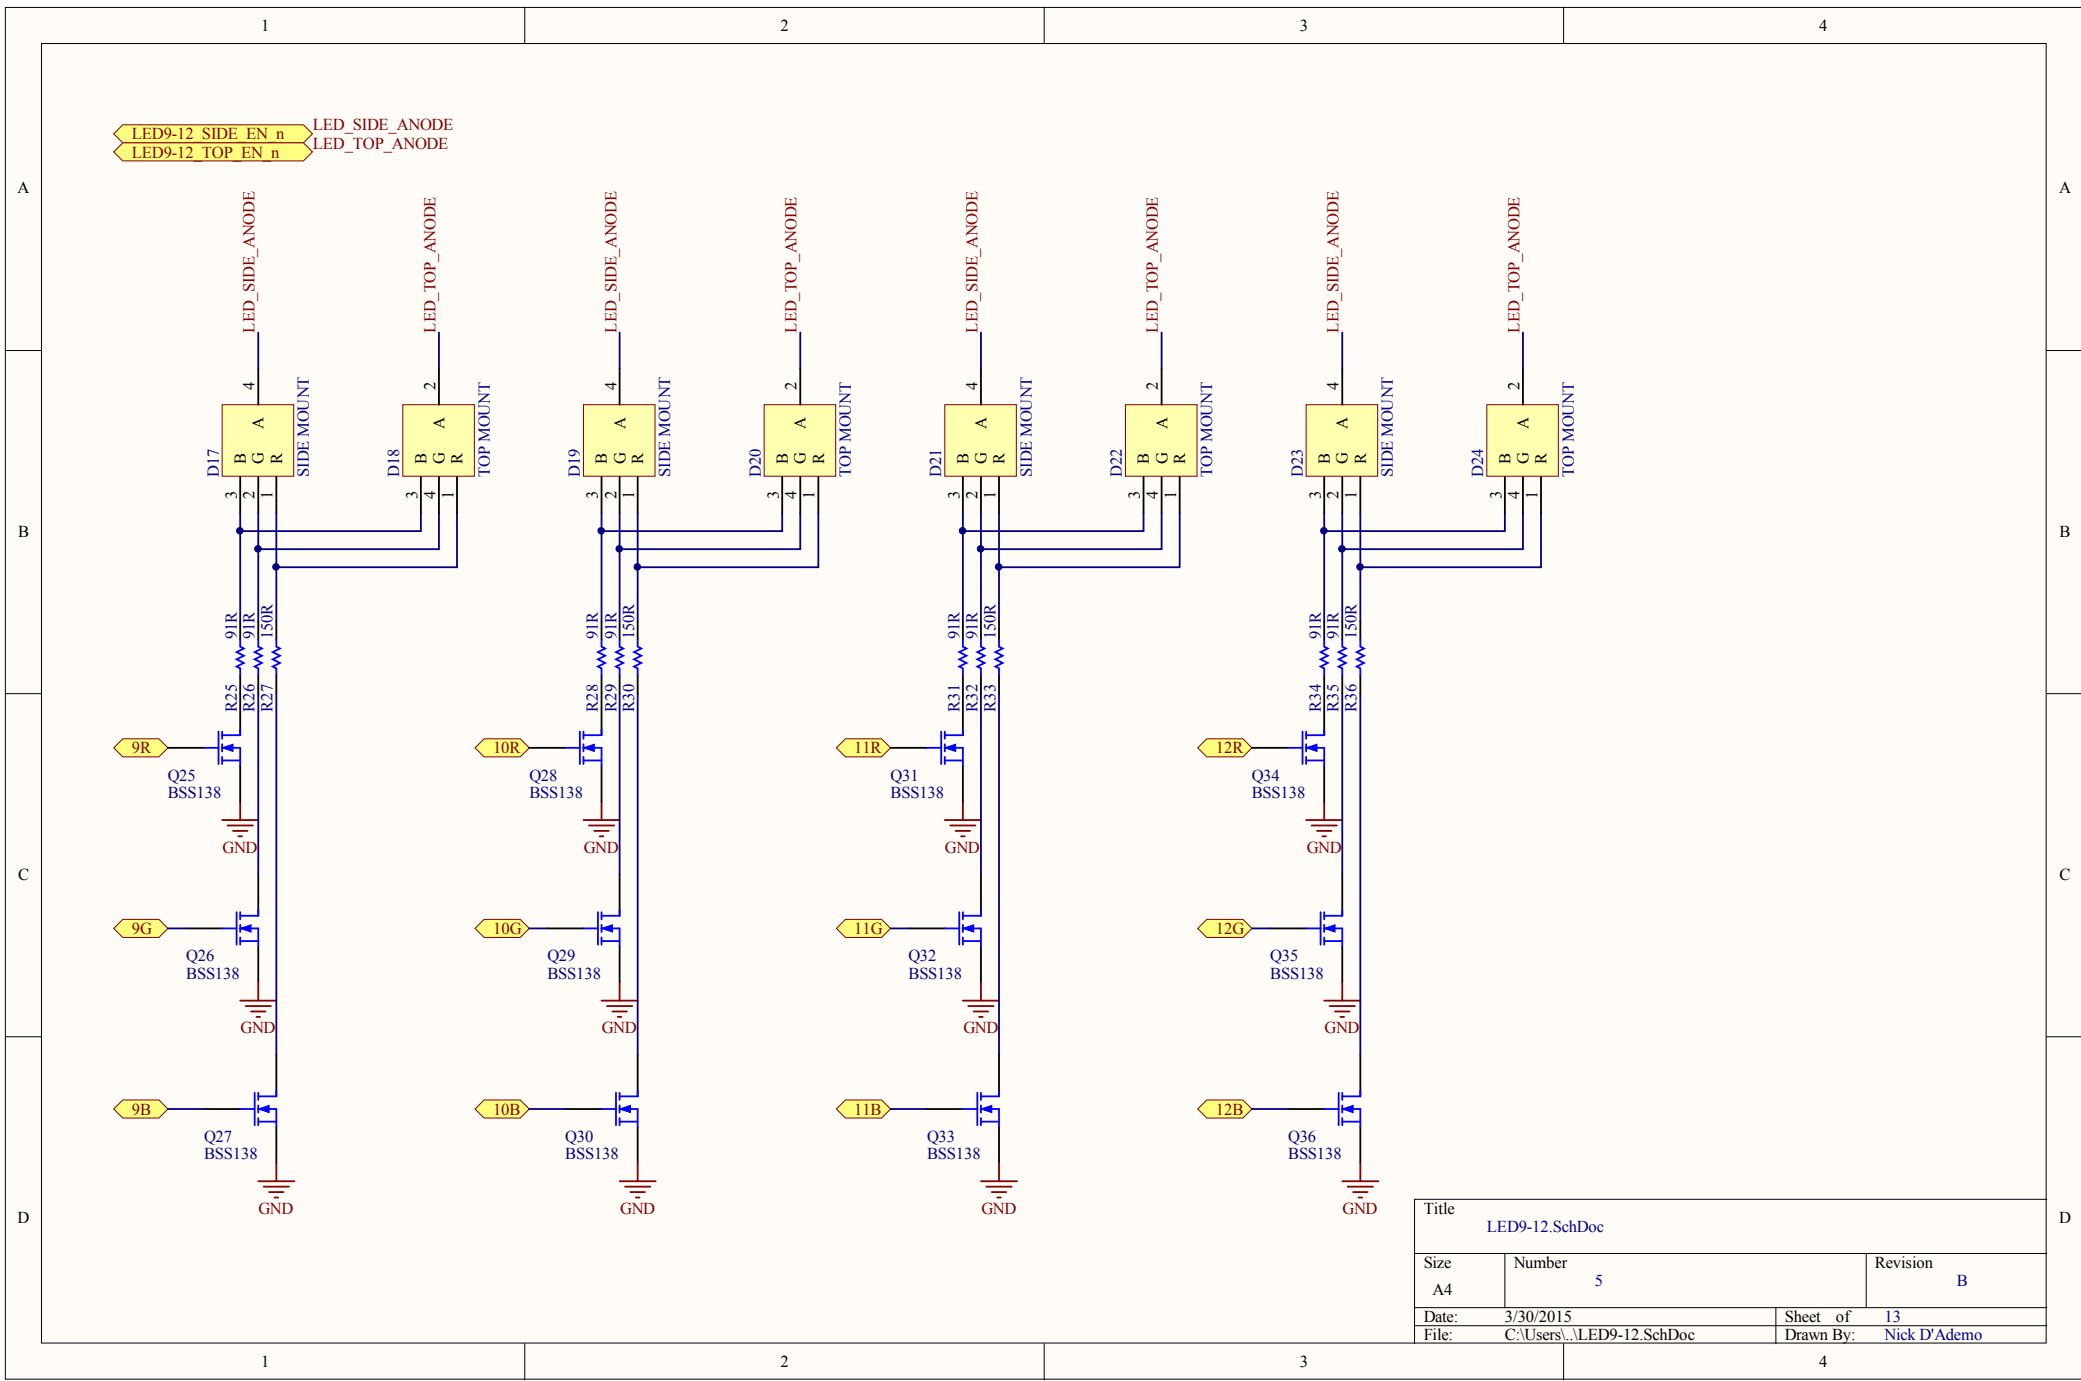 1 2 3 4
LED9-12_SIDE_EN_n LED_SIDE_ANODE
LED9-12_TOP_EN_n LED_TOP_ANODE
A A
LED_SIDE_ANODE LED_TOP_ANODE LED_SIDE_ANODE LED_TOP_ANODE LED_SIDE_ANODE LED_TOP_ANODE LED_SIDE_ANODE LED_TOP_ANODE
4 2 4 2 4 2 4 2
A A A A A A A A
D17 B G R SIDE MOUNT D18 B G R TOP MOUNT D19 B G R SIDE MOUNT D20 B G R TOP MOUNT D21 B G R SIDE MOUNT D22 B G R TOP MOUNT D23 B G R SIDE MOUNT D24 B G R TOP MOUNT
3 2 1 3 4 1 3 2 1 3 4 1 3 2 1 3 4 1 3 2 1 3 4 1
B B
91R 91R 150R 91R 91R 150R 91R 91R 150R 91R 91R 150R
R25 R26 R27 R28 R29 R30 R31 R32 R33 R34 R35 R36
9R 10R 11R 12R
Q25 Q28 Q31 Q34
BSS138 BSS138 BSS138 BSS138
GND GND GND GND
C C
9G 10G 11G 12G
Q26 Q29 Q32 Q35
BSS138 BSS138 BSS138 BSS138
GND GND GND GND
9B 10B 11B 12B
Q27 Q30 Q33 Q36
BSS138 BSS138 BSS138 BSS138
GND GND GND GND
D D
Title
LED9-12.SchDoc
Size Number Revision
A4 5 B
Date: 3/30/2015 Sheet of 13
File: C:\Users\..\LED9-12.SchDoc Drawn By: Nick D'Ademo
1 2 3 4